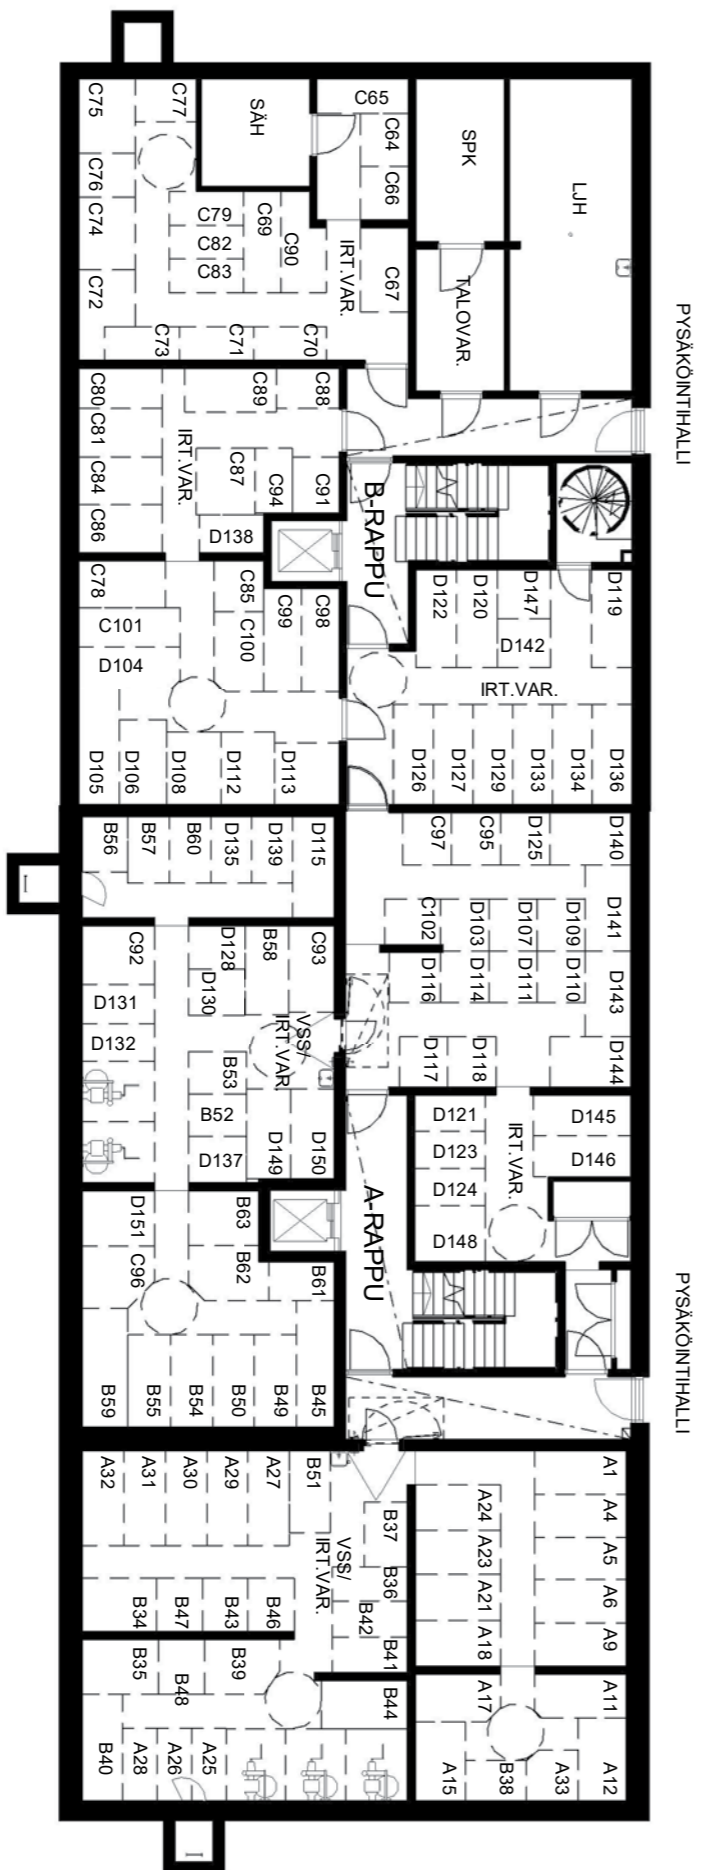 PYSÄKÖINTIHALLI
PYSÄKÖINTIHALLI
C75
C77
SÄH
C65
C64
C66
SPK
LJH
C76
C74
C72
C79
C82
C83
C69
C90
IRT.VAR.
C67
TALOVAR.
C73
C71
C70
C80
C81
C84
C86
IRT.VAR.
C89
C88
C87
C94
C91
D138
B-RAPPU
C78
C101
D104
C85
C100
C99
C98
D122
D120
D147
D142
D119
IRT.VAR.
D105
D106
D108
D112
D113
D126
D127
D129
D133
D134
D136
B56
B57
B60
D135
D139
D115
C97
C95
D125
D140
C92
D131
D132
D128
D130
B58
C93
VSS/
IRT.VAR.
C102
D103
D107
D109
D141
D116
D114
D111
D110
D143
B53
B52
D137
D149
D150
D117
D118
D144
D121
D123
D124
D148
IRT.VAR.
D145
D146
A-RAPPU
D151
C96
B63
B62
B61
B59
B55
B54
B50
B49
B45
A32
A31
A30
A29
A27
B51
B37
A24
A23
A21
A18
A1
A4
A5
A6
A9
VSS/
IRT.VAR.
B36
B42
B41
B34
B47
B43
B46
B35
B48
B39
B44
A17
A11
B40
A28
A26
A25
A15
B38
A33
A12